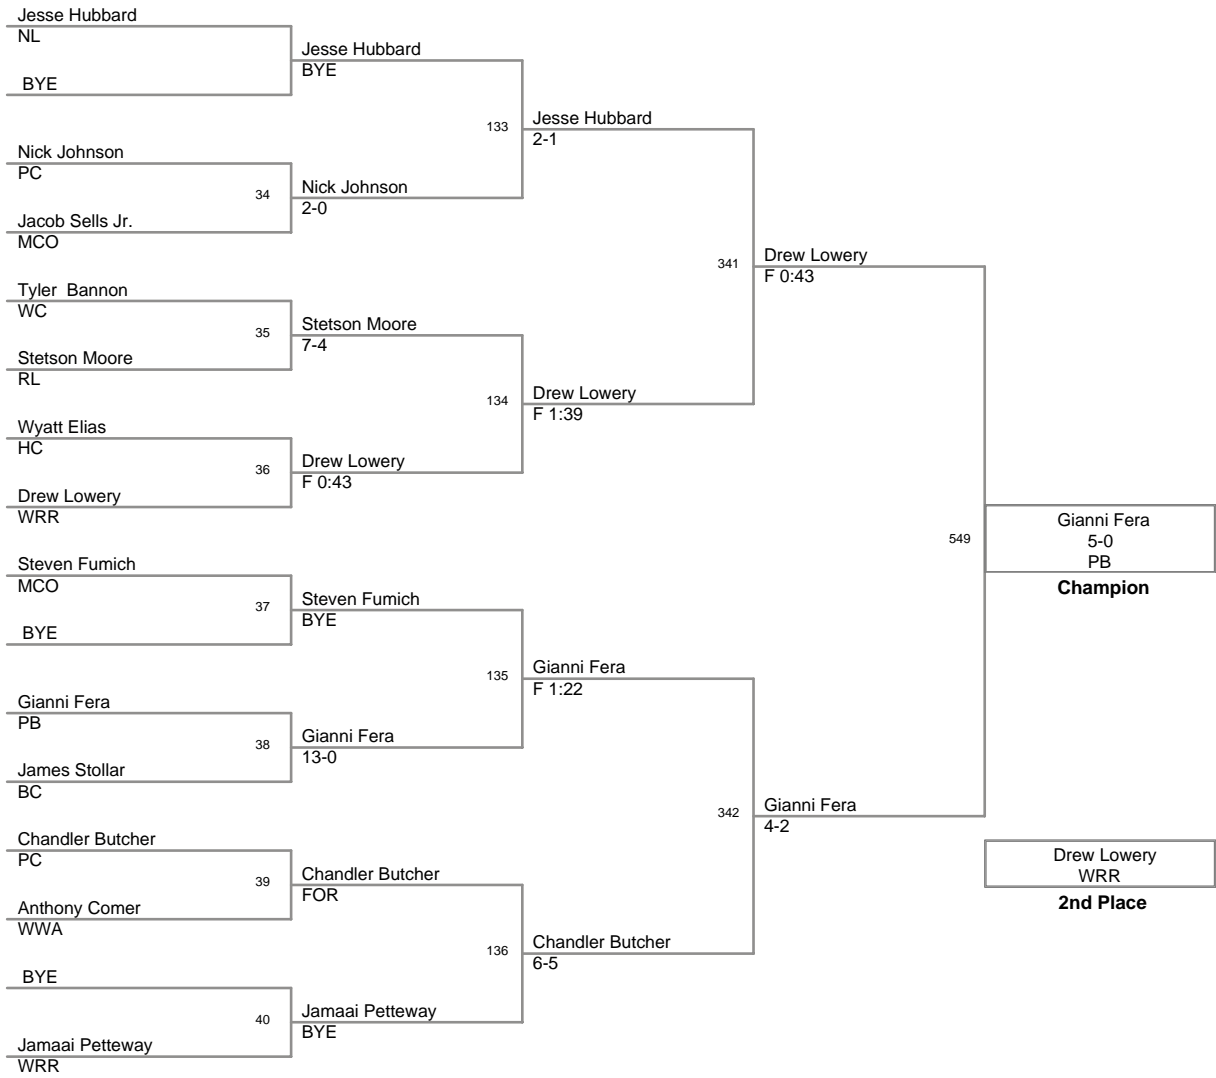 Jesse Hubbard
NL
BYE
Jesse Hubbard
BYE
133
Jesse Hubbard
2-1
Nick Johnson
PC
34
Nick Johnson
2-0
Jacob Sells Jr.
MCO
341
Drew Lowery
F 0:43
Tyler  Bannon
WC
35
Stetson Moore
7-4
Stetson Moore
RL
134
Drew Lowery
F 1:39
Wyatt Elias
HC
36
Drew Lowery
F 0:43
Drew Lowery
WRR
549
Gianni Fera
5-0
PB
Champion
Steven Fumich
MCO
37
Steven Fumich
BYE
BYE
135
Gianni Fera
F 1:22
Gianni Fera
PB
38
Gianni Fera
13-0
James Stollar
BC
342
Gianni Fera
4-2
Chandler Butcher
PC
39
Chandler Butcher
FOR
Anthony Comer
WWA
136
Chandler Butcher
6-5
BYE
40
Jamaai Petteway
BYE
Jamaai Petteway
WRR
Drew Lowery
WRR
2nd Place